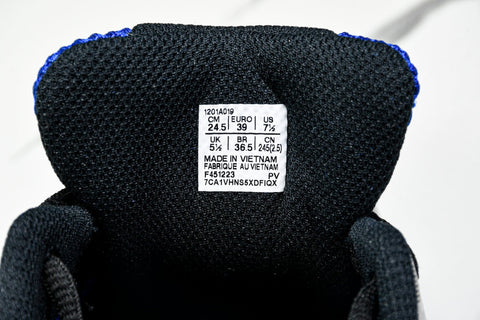 1201A019
CM EURO US
24.5 39 7½
UK BR CN
5½ 36.5 245(2.5)
MADE IN VIETNAM
FABRIQUE AU VIETNAM
F451223 PV
7CA1VHNS5XDFIQX